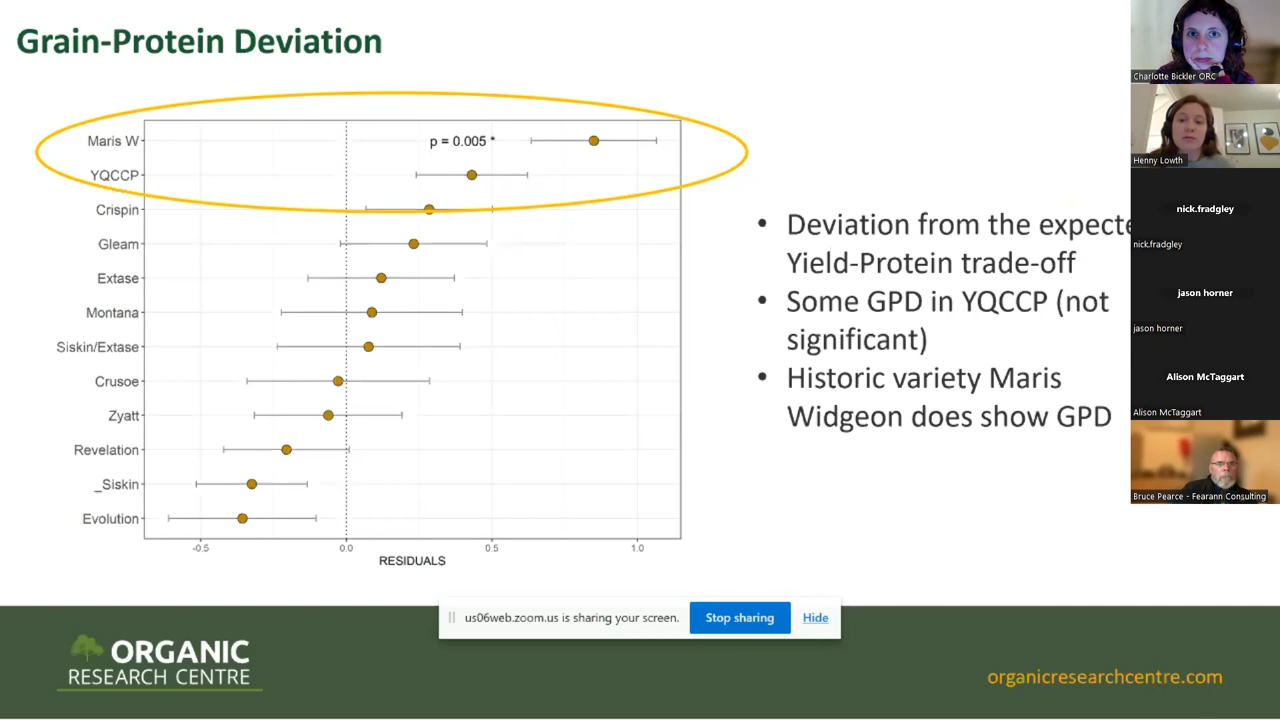 Grain-Protein Deviation
Maris W
p = 0.005 *
YQCCP
Crispin
Gleam
Extase
Montana
Siskin/Extase
Crusoe
Zyatt
Revelation
_Siskin
Evolution
-0.5 0.0 0.5 1.0
RESIDUALS
• Deviation from the expecte
Yield-Protein trade-off
• Some GPD in YQCCP (not
significant)
• Historic variety Maris
Widgeon does show GPD
Charlotte Bickler ORC
Henny Lowth
nick.fradgley
nick.fradgley
jason horner
jason horner
Alison McTaggart
Alison McTaggart
Bruce Pearce - Fearann Consulting
us06web.zoom.us is sharing your screen. Stop sharing Hide
ORGANIC
RESEARCH CENTRE
organicresearchcentre.com